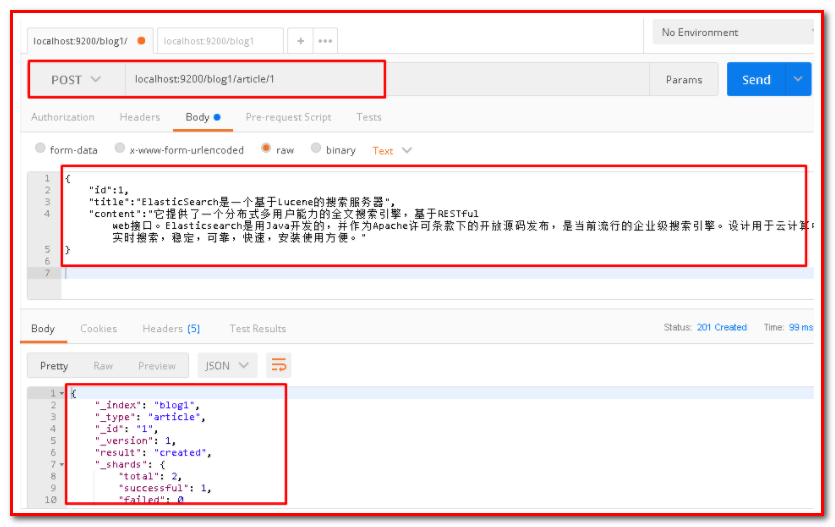 localhost:9200/blog1/
localhost:9200/blog1
+
•••
No Environment
POST
localhost:9200/blog1/article/1
Params
Send
Authorization
Headers
Body
Pre-request Script
Tests
form-data
x-www-form-urlencoded
raw
binary
Text
1 {
2 "id":1,
3 "title":"ElasticSearch是一个基于Lucene的搜索服务器",
4 "content":"它提供了一个分布式多用户能力的全文搜索引擎，基于RESTful
web接口。Elasticsearch是用Java开发的，并作为Apache许可条款下的开放源码发布，是当前流行的企业级搜索引擎。设计用于云计算中
实时搜索，稳定，可靠，快速，安装使用方便。"
5 }
6
7
Body
Cookies
Headers (5)
Test Results
Status: 201 Created
Time: 99 ms
Pretty
Raw
Preview
JSON
1 {
2 "_index": "blog1",
3 "_type": "article",
4 "_id": "1",
5 "_version": 1,
6 "result": "created",
7 "_shards": {
8 "total": 2,
9 "successful": 1,
10 "failed": 0